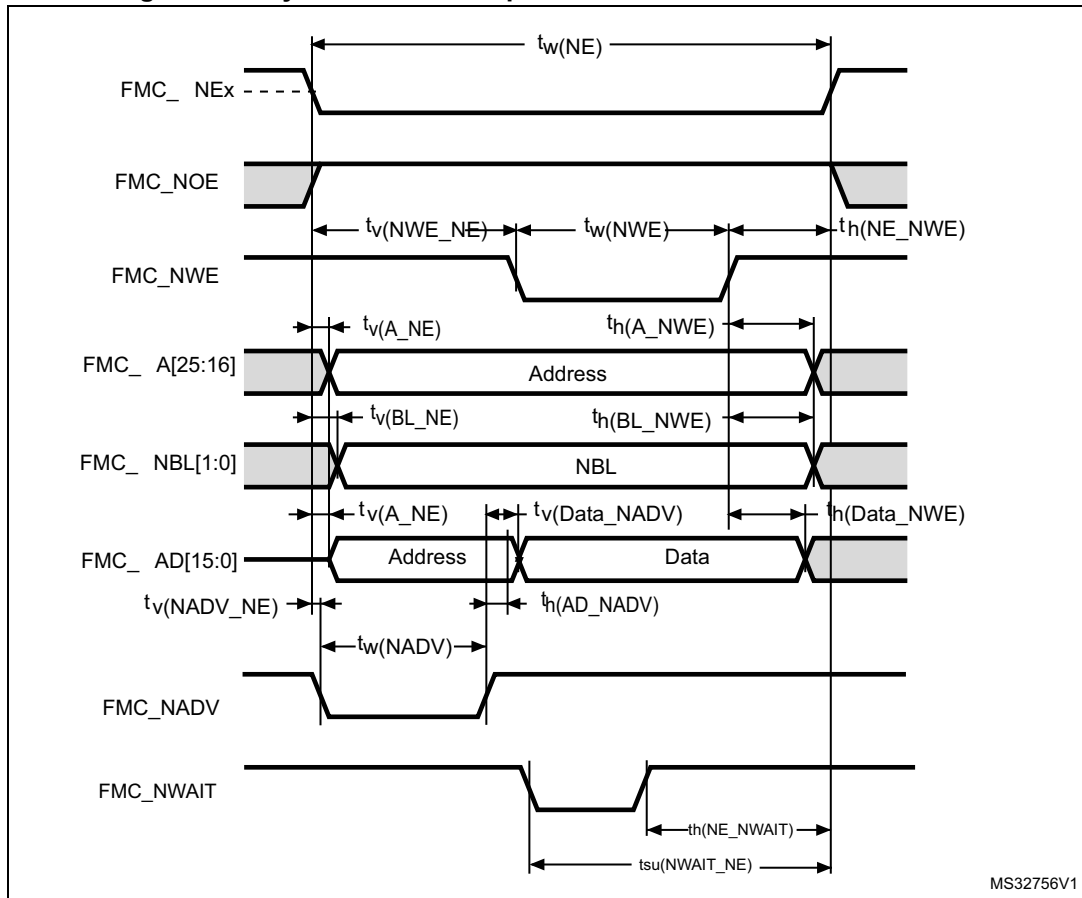 tw(NE)
FMC_ NEx
FMC_NOE
tv(NWE_NE) tw(NWE) th(NE_NWE)
FMC_NWE
tv(A_NE) th(A_NWE)
FMC_ A[25:16] Address
tv(BL_NE) th(BL_NWE)
FMC_ NBL[1:0] NBL
tv(A_NE) tv(Data_NADV) th(Data_NWE)
FMC_ AD[15:0] Address Data
tv(NADV_NE) th(AD_NADV)
tw(NADV)
FMC_NADV
FMC_NWAIT
th(NE_NWAIT)
tsu(NWAIT_NE)
MS32756V1